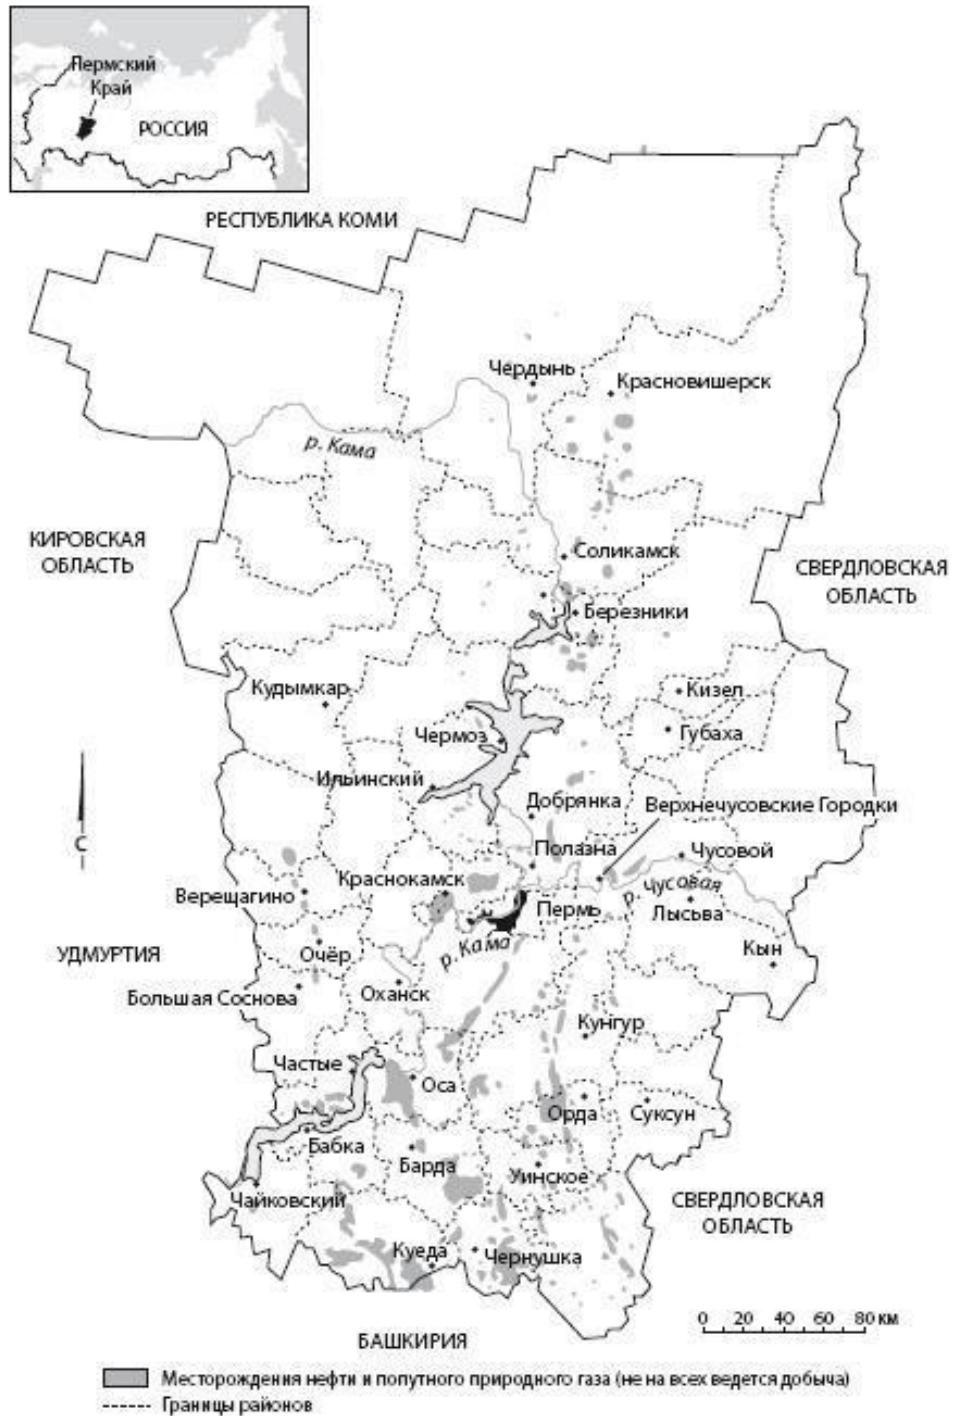 Пермский
Край
РОССИЯ
РЕСПУБЛИКА КОМИ
Чердынь
Красновишерск
р. Кама
КИРОВСКАЯ
ОБЛАСТЬ
Соликамск
СВЕРДЛОВСКАЯ
ОБЛАСТЬ
Березники
Кудымкар
Кизел
Чермоз
Губаха
Ильинский
Добрянка
Верхнечусовские Городки
С
Полазна
Чусовой
Краснокамск
Верещагино
р. Чусовая
Пермь
Лысьва
УДМУРТИЯ
Очёр
р. Кама
Кын
Большая Соснова
Оханск
Кунгур
Частые
Оса
Орда
Суксун
Бабка
Барда
Уинское
Чайковский
СВЕРДЛОВСКАЯ
ОБЛАСТЬ
Куеда
Чернушка
0 20 40 60 80 км
БАШКИРИЯ
Месторождения нефти и попутного природного газа (не на всех ведется добыча)
Границы районов